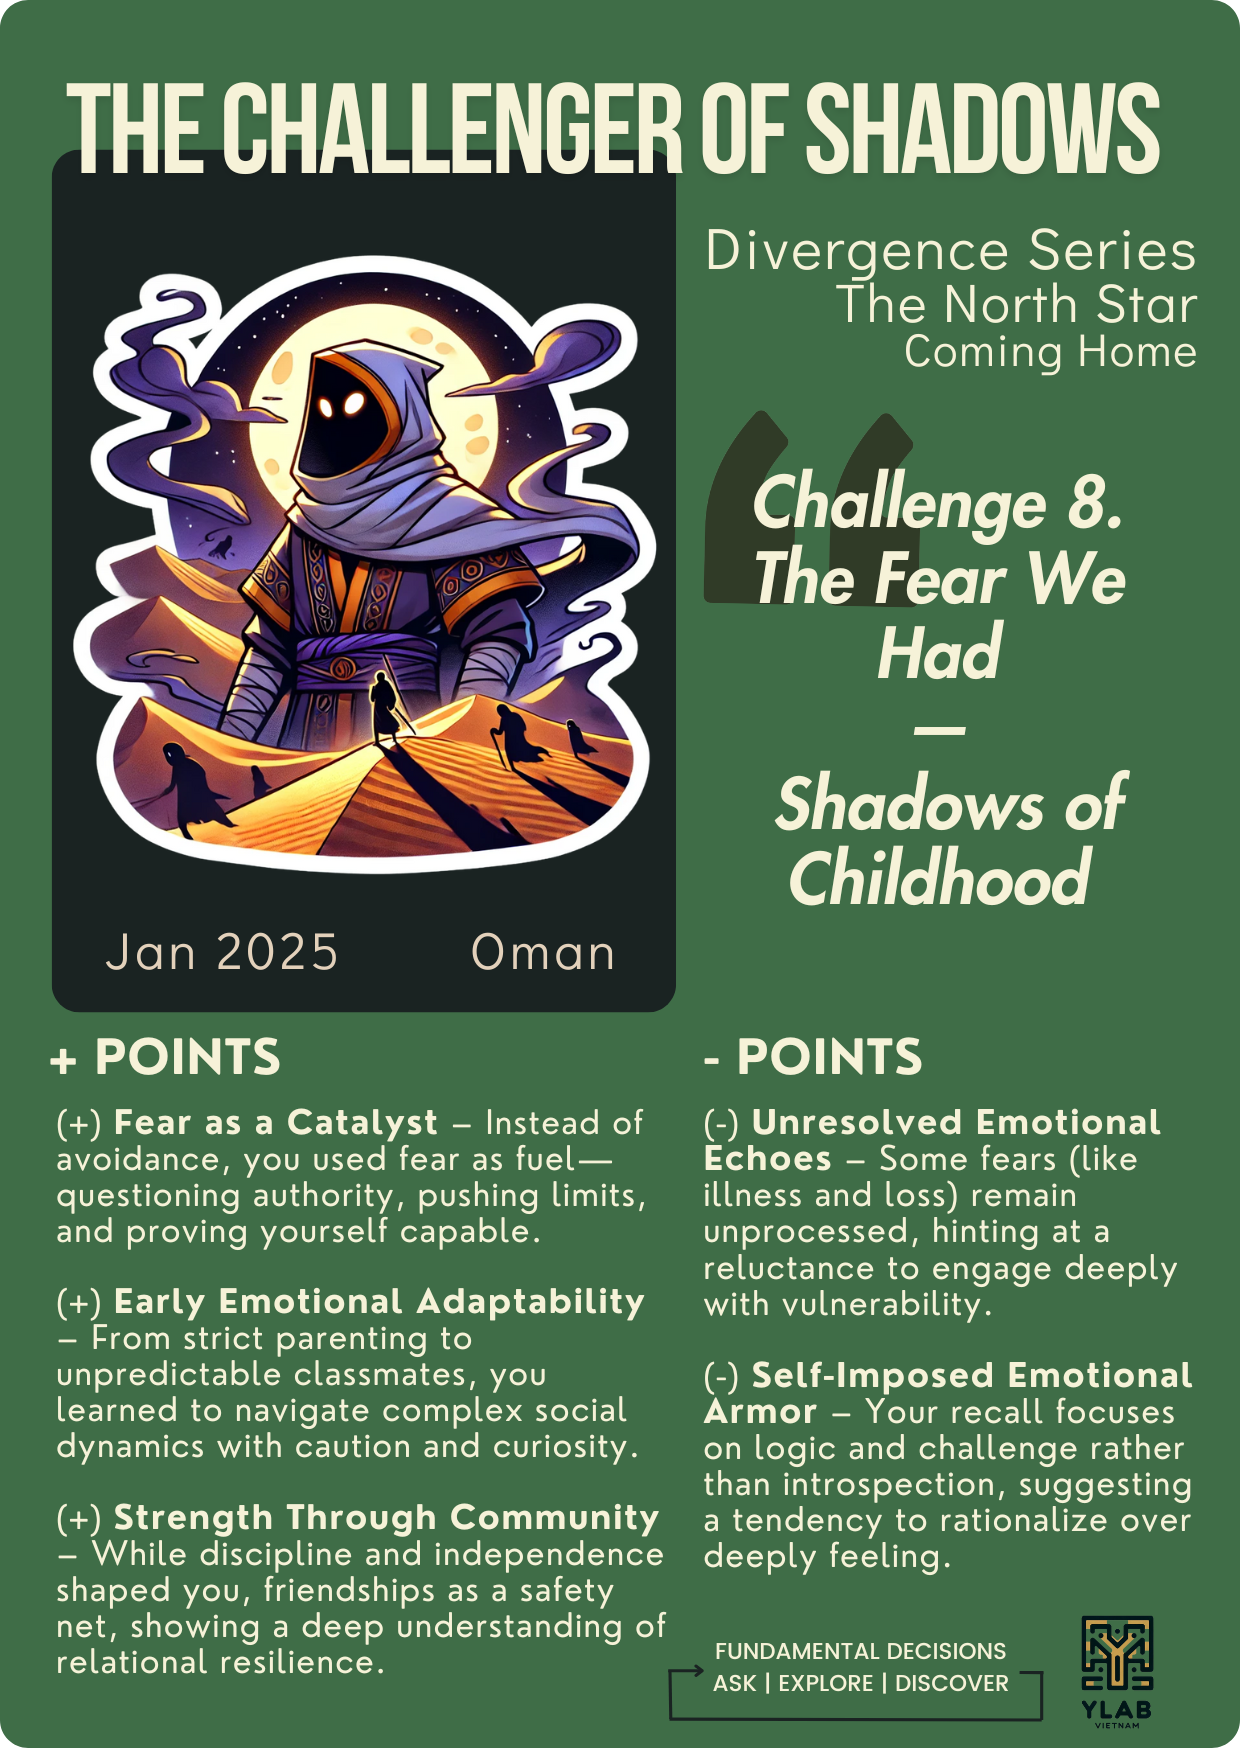 THE CHALLENGER OF SHADOWS
Divergence Series
The North Star
Coming Home
Challenge 8.
The Fear We
Had
—
Shadows of
Childhood
Jan 2025 Oman
+ POINTS
(+) Fear as a Catalyst – Instead of
avoidance, you used fear as fuel—
questioning authority, pushing limits,
and proving yourself capable.
(+) Early Emotional Adaptability
– From strict parenting to
unpredictable classmates, you
learned to navigate complex social
dynamics with caution and curiosity.
(+) Strength Through Community
– While discipline and independence
shaped you, friendships as a safety
net, showing a deep understanding of
relational resilience.
- POINTS
(-) Unresolved Emotional
Echoes – Some fears (like
illness and loss) remain
unprocessed, hinting at a
reluctance to engage deeply
with vulnerability.
(-) Self-Imposed Emotional
Armor – Your recall focuses
on logic and challenge rather
than introspection, suggesting
a tendency to rationalize over
deeply feeling.
FUNDAMENTAL DECISIONS
ASK | EXPLORE | DISCOVER
YLAB
VIETNAM